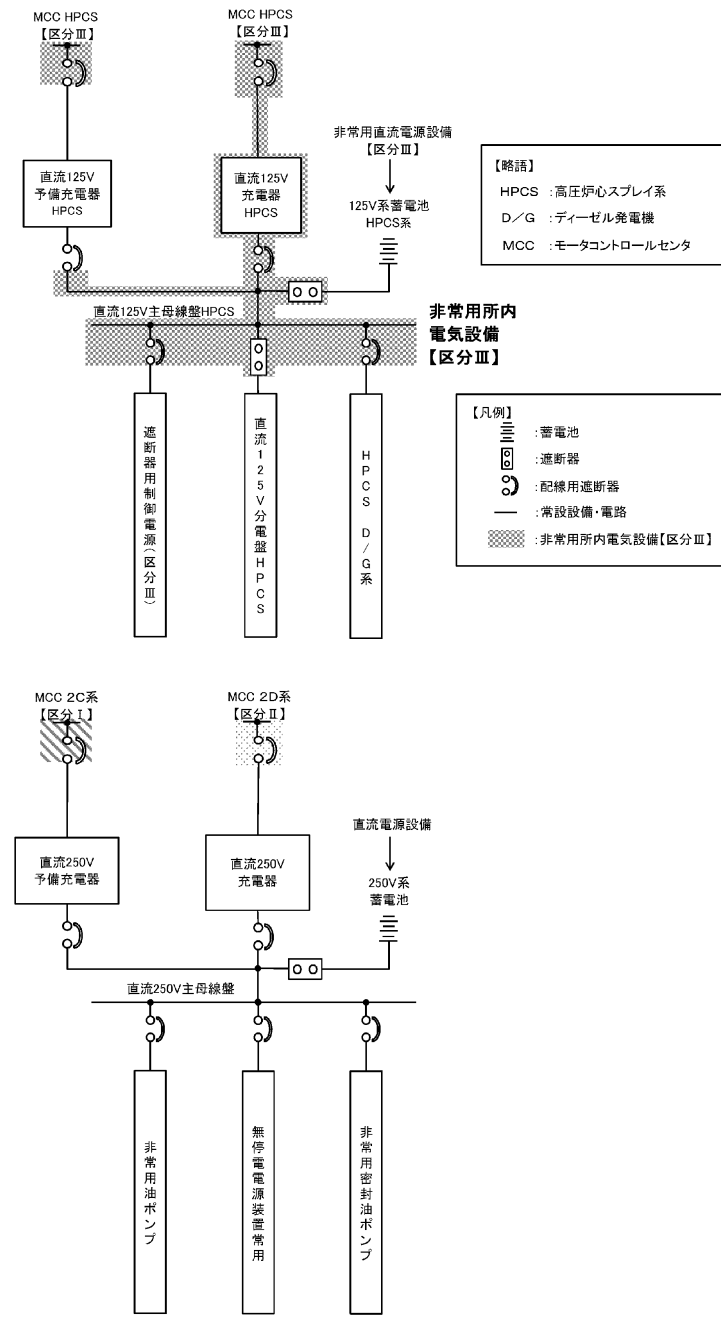 MCC HPCS
【区分Ⅲ】
MCC HPCS
【区分Ⅲ】
非常用直流電源設備
【区分Ⅲ】
125V系蓄電池
HPCS系
直流125V
予備充電器
HPCS
直流125V
充電器
HPCS
【略語】
HPCS ：高圧炉心スプレイ系
D／G ：ディーゼル発電機
MCC ：モータコントロールセンタ
直流125V主母線盤HPCS
非常用所内
電気設備
【区分Ⅲ】
遮断器用制御電源(区分Ⅲ)
直流125V分電盤HPCS
HPCS D/G系
【凡例】
：蓄電池
：遮断器
：配線用遮断器
：常設設備・電路
：非常用所内電気設備【区分Ⅲ】
MCC 2C系
【区分Ⅰ】
MCC 2D系
【区分Ⅱ】
直流電源設備
250V系
蓄電池
直流250V
予備充電器
直流250V
充電器
直流250V主母線盤
非常用油ポンプ
無停電電源装置常用
非常用密封油ポンプ